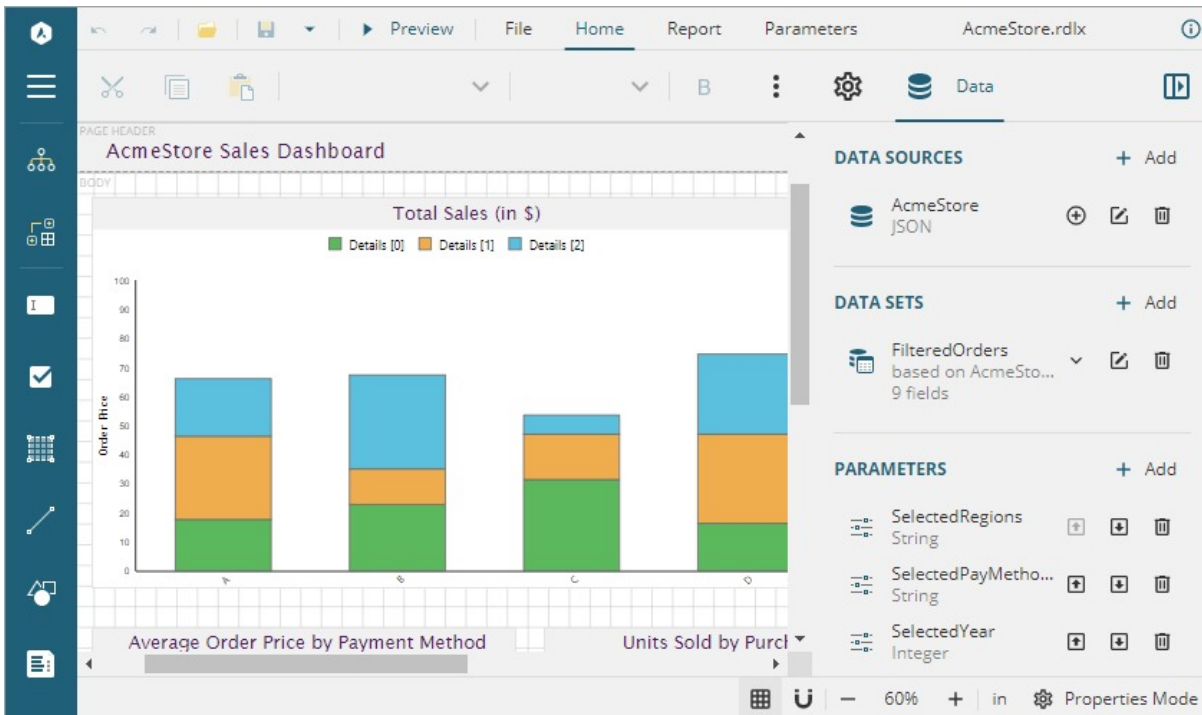 Preview File Home Report Parameters AcmeStore.rdlx
B Data
PAGE HEADER
AcmeStore Sales Dashboard
BODY
Total Sales (in $)
Details [0] Details [1] Details [2]
100
90
80
70
60
50
40
30
20
10
0
Order Price
A B C D
Average Order Price by Payment Method Units Sold by Purch
DATA SOURCES + Add
AcmeStore
JSON
DATA SETS + Add
FilteredOrders
based on AcmeSto...
9 fields
PARAMETERS + Add
SelectedRegions
String
SelectedPayMetho...
String
SelectedYear
Integer
− 60% + in Properties Mode